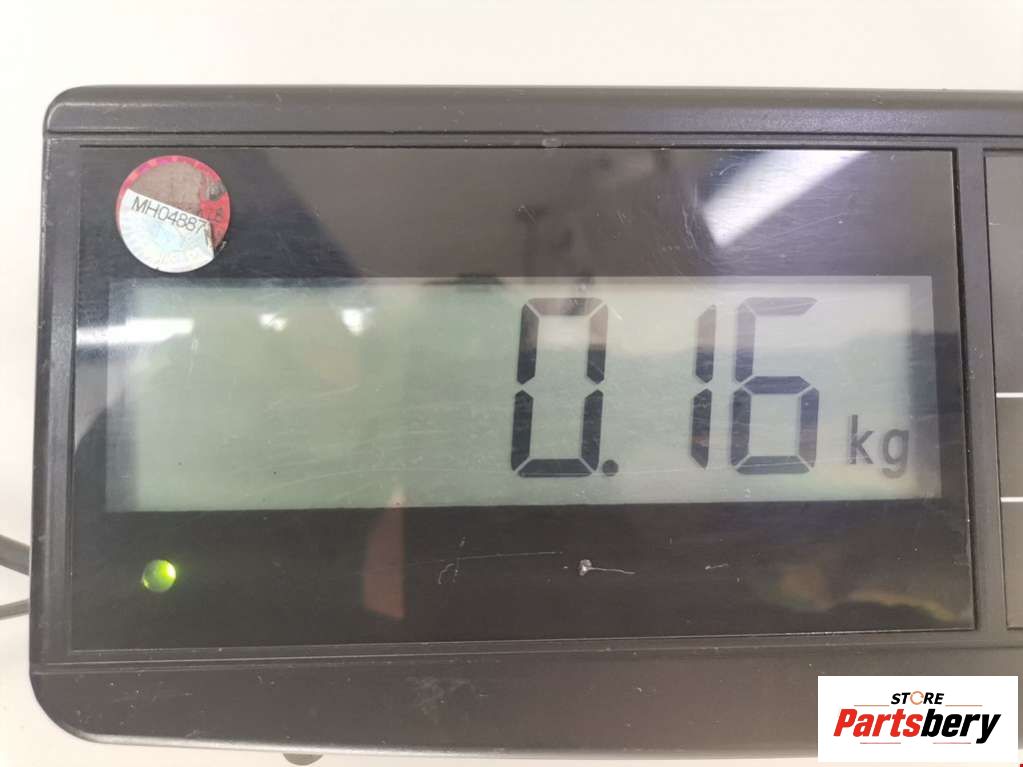 MH04887
0.16 kg
STORE
Partsbery